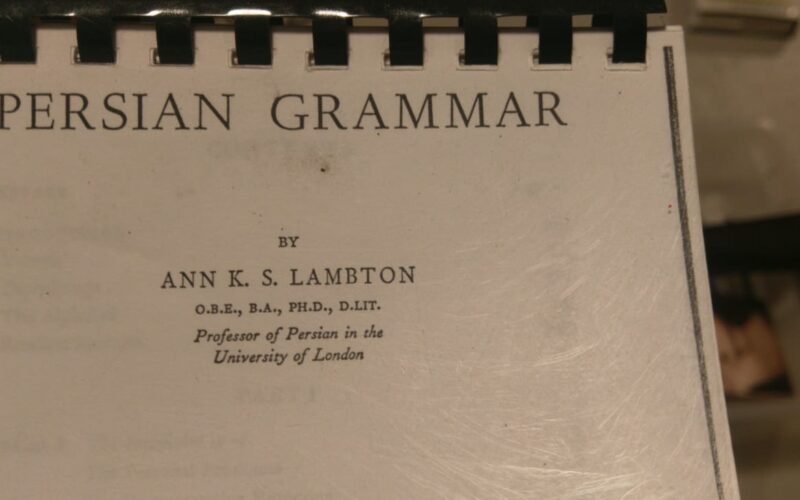 PERSIAN GRAMMAR
BY
ANN K. S. LAMBTON
O.B.E., B.A., PH.D., D.LIT.
Professor of Persian in the
University of London